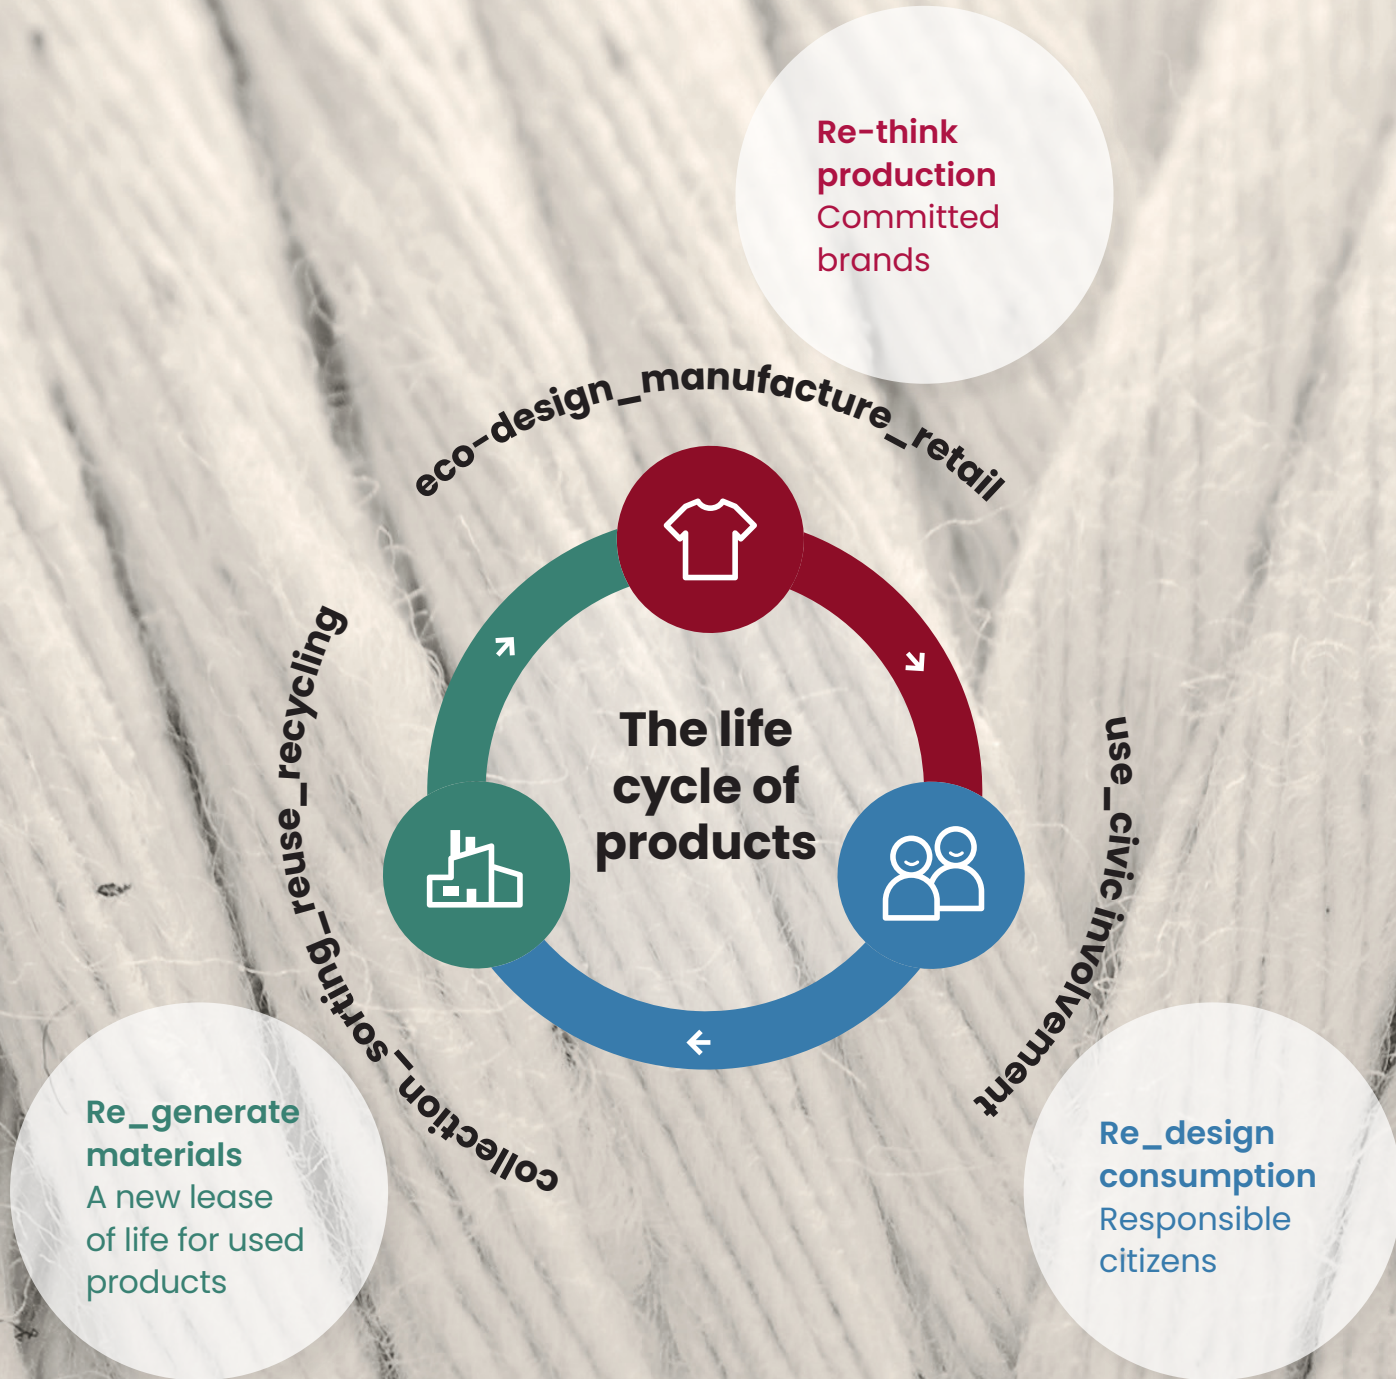 Re-think
production
Committed
brands
eco-design_manufacture_retail
The life
cycle of
products
use_civic involvement
collection_sorting_reuse_recycling
Re_generate
materials
A new lease
of life for used
products
Re_design
consumption
Responsible
citizens